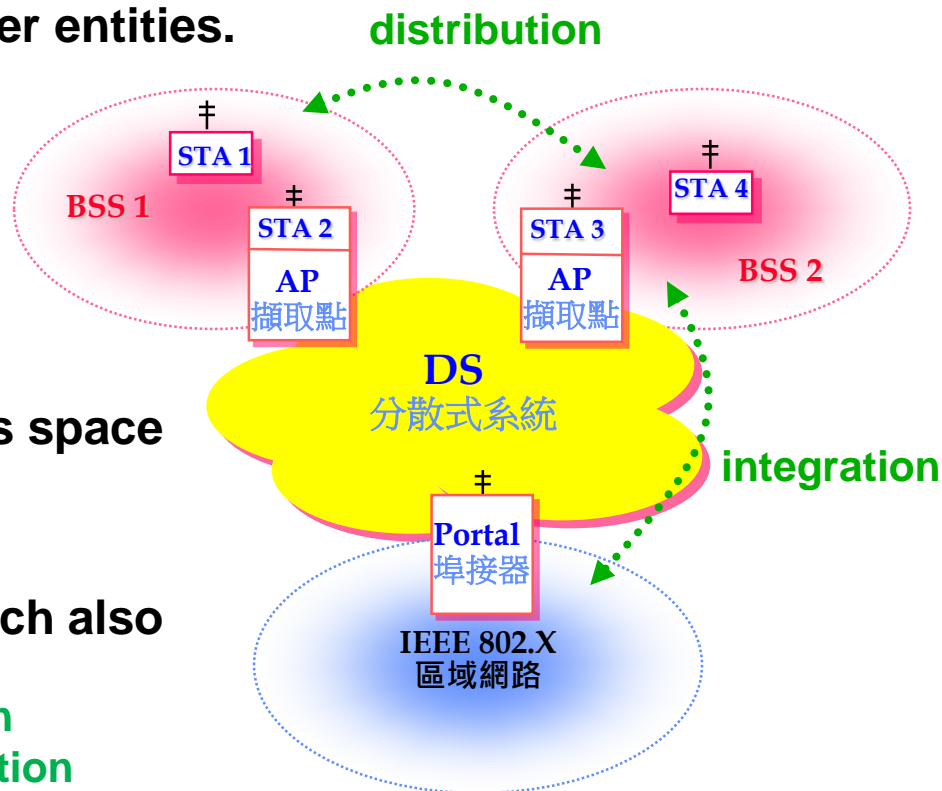 er entities.
distribution
‡
STA 1
BSS 1
‡
STA 2
AP
擷取點
‡
STA 3
AP
擷取點
‡
STA 4
BSS 2
DS
分散式系統
s space
integration
‡
Portal
埠接器
ch also
IEEE 802.X
區域網路
n
tion